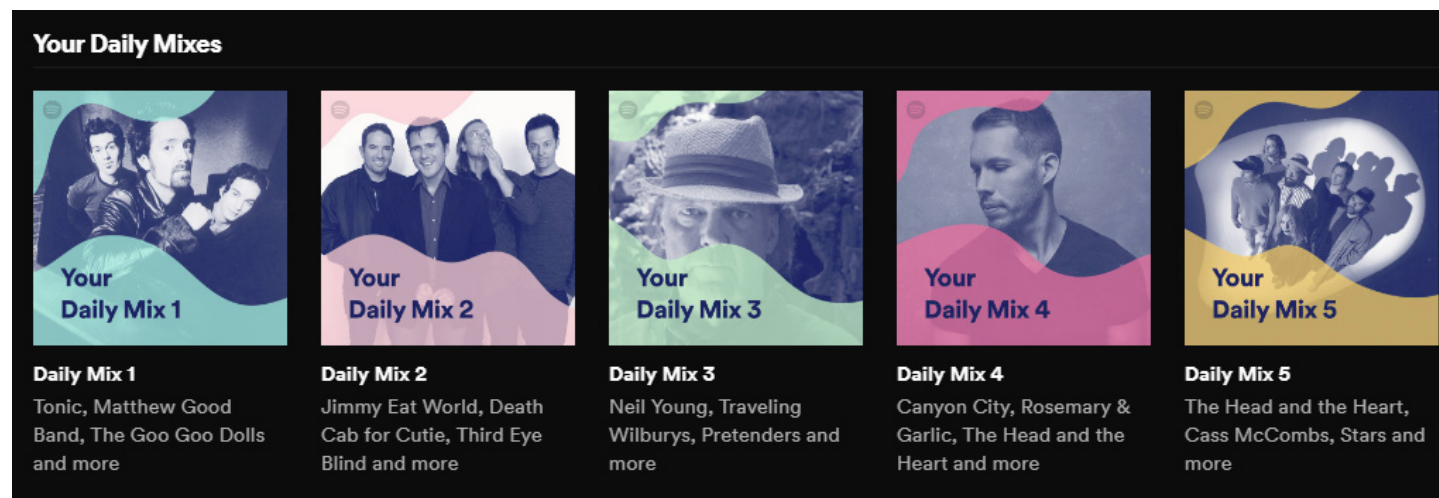 Your Daily Mixes
Your
Daily Mix 1
Your
Daily Mix 2
Your
Daily Mix 3
Your
Daily Mix 4
Your
Daily Mix 5
Daily Mix 1
Tonic, Matthew Good
Band, The Goo Goo Dolls
and more
Daily Mix 2
Jimmy Eat World, Death
Cab for Cutie, Third Eye
Blind and more
Daily Mix 3
Neil Young, Traveling
Wilburys, Pretenders and
more
Daily Mix 4
Canyon City, Rosemary &
Garlic, The Head and the
Heart and more
Daily Mix 5
The Head and the Heart,
Cass McCombs, Stars and
more